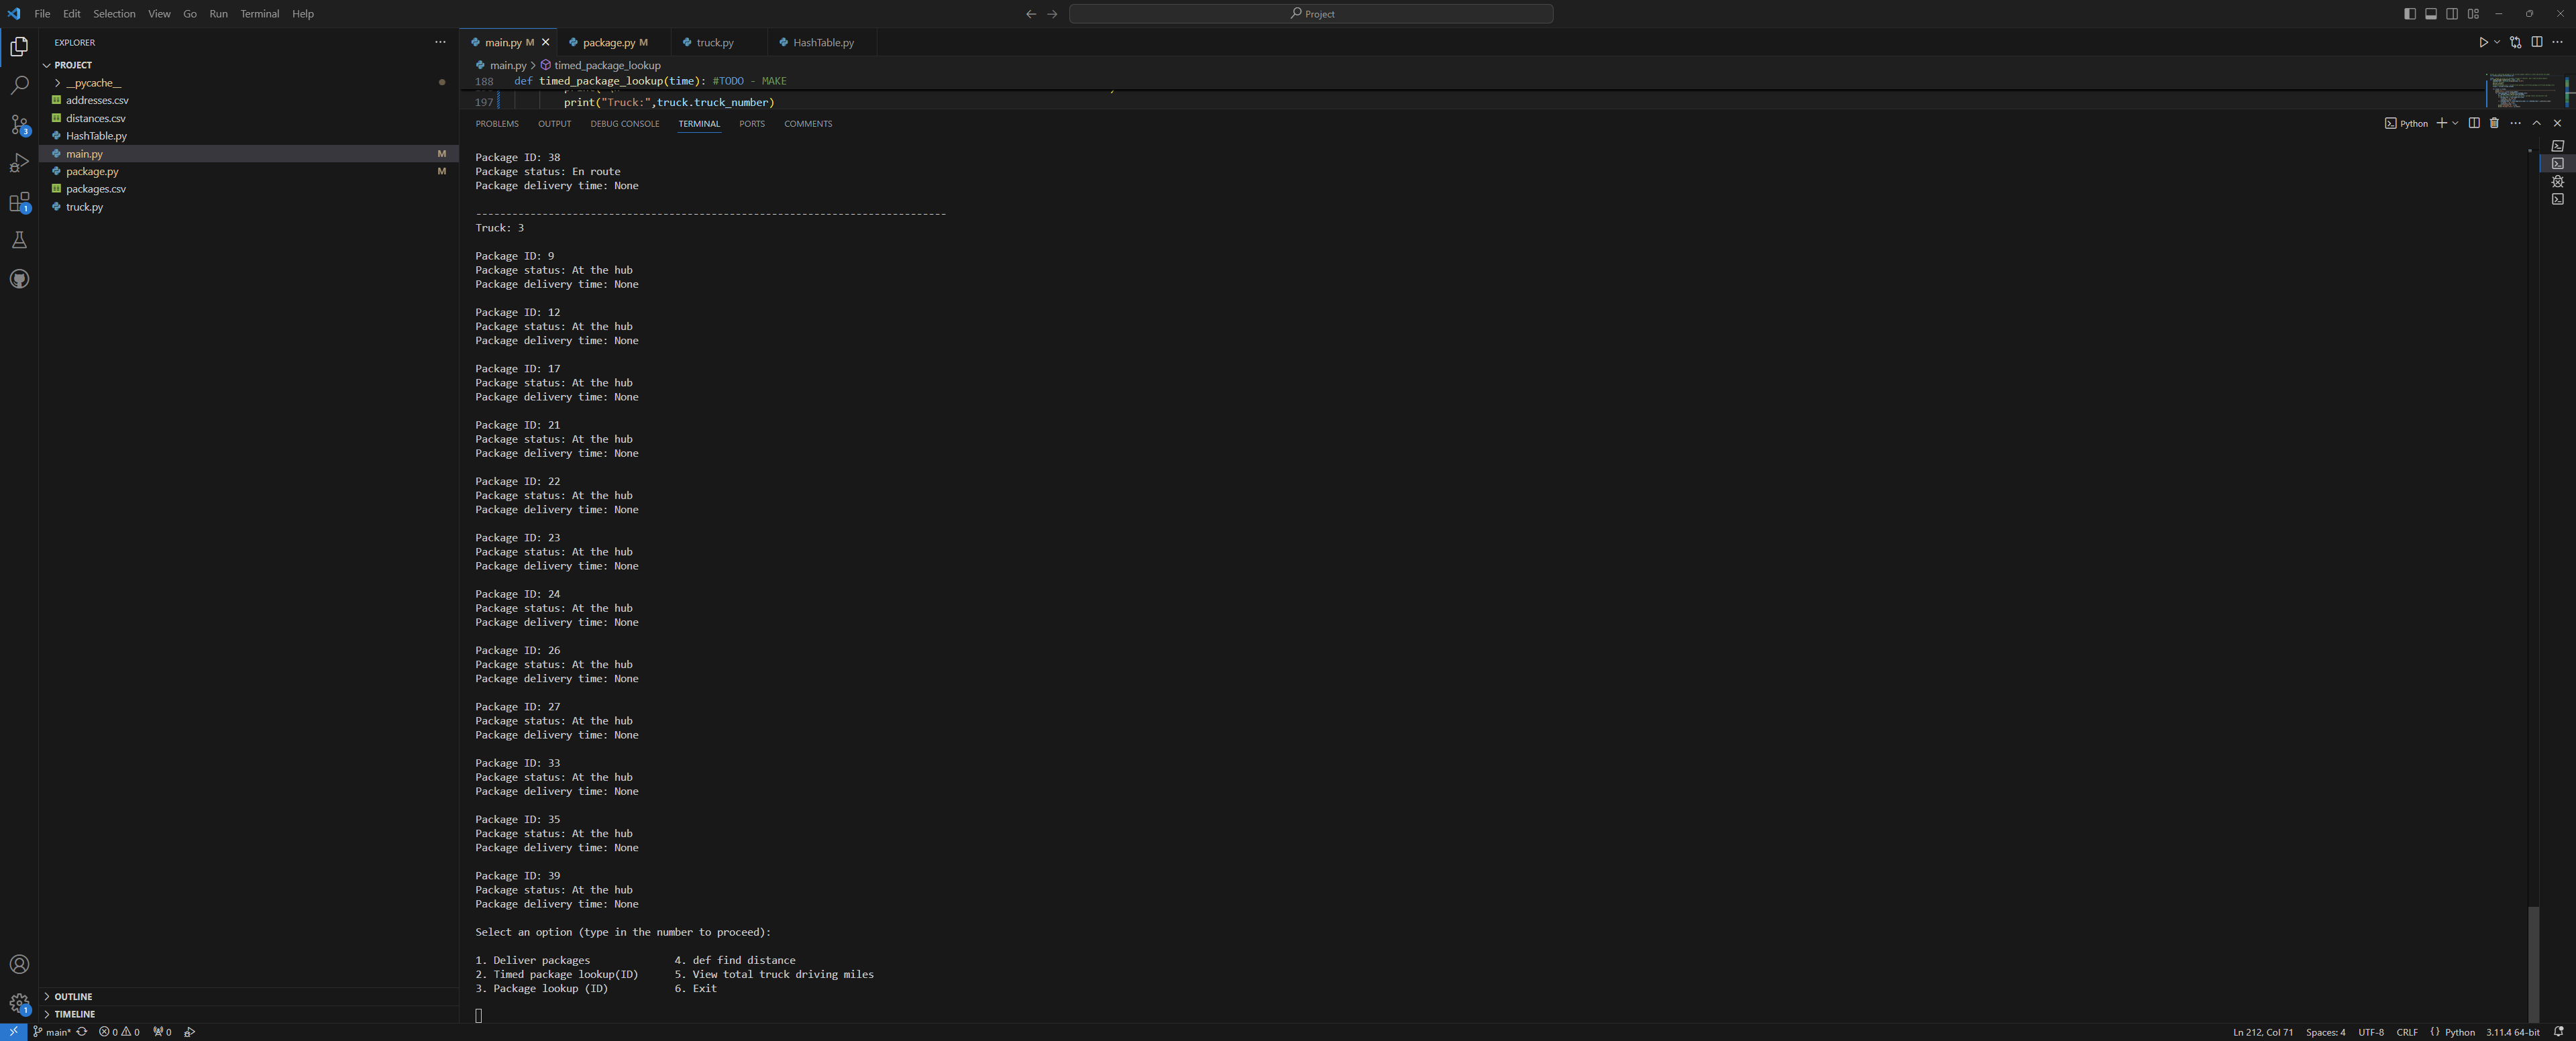 File Edit Selection View Go Run Terminal Help
Project
EXPLORER
PROJECT
__pycache__
addresses.csv
distances.csv
HashTable.py
main.py M
package.py M
packages.csv
truck.py
OUTLINE
TIMELINE
main.py M package.py M truck.py HashTable.py
main.py > timed_package_lookup
188 def timed_package_lookup(time): #TODO - MAKE
197 print("Truck:",truck.truck_number)
PROBLEMS OUTPUT DEBUG CONSOLE TERMINAL PORTS COMMENTS
Python
Package ID: 38
Package status: En route
Package delivery time: None
------------------------------------------------------------------------------
Truck: 3
Package ID: 9
Package status: At the hub
Package delivery time: None
Package ID: 12
Package status: At the hub
Package delivery time: None
Package ID: 17
Package status: At the hub
Package delivery time: None
Package ID: 21
Package status: At the hub
Package delivery time: None
Package ID: 22
Package status: At the hub
Package delivery time: None
Package ID: 23
Package status: At the hub
Package delivery time: None
Package ID: 24
Package status: At the hub
Package delivery time: None
Package ID: 26
Package status: At the hub
Package delivery time: None
Package ID: 27
Package status: At the hub
Package delivery time: None
Package ID: 33
Package status: At the hub
Package delivery time: None
Package ID: 35
Package status: At the hub
Package delivery time: None
Package ID: 39
Package status: At the hub
Package delivery time: None
Select an option (type in the number to proceed):
1. Deliver packages 4. def find distance
2. Timed package lookup(ID) 5. View total truck driving miles
3. Package lookup (ID) 6. Exit
3
1
1
main* 0 0 0
Ln 212, Col 71 Spaces: 4 UTF-8 CRLF {} Python 3.11.4 64-bit